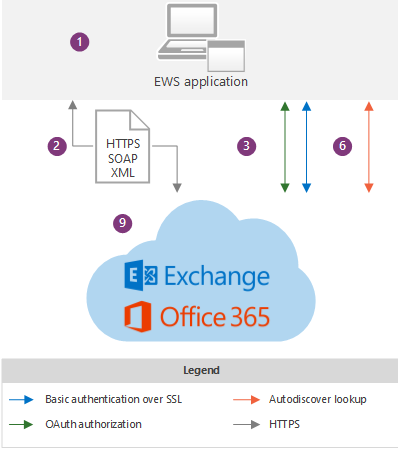 1
EWS application
2
HTTPS
SOAP
XML
3
6
9
Exchange
Office 365
Legend
Basic authentication over SSL
Autodiscover lookup
OAuth authorization
HTTPS